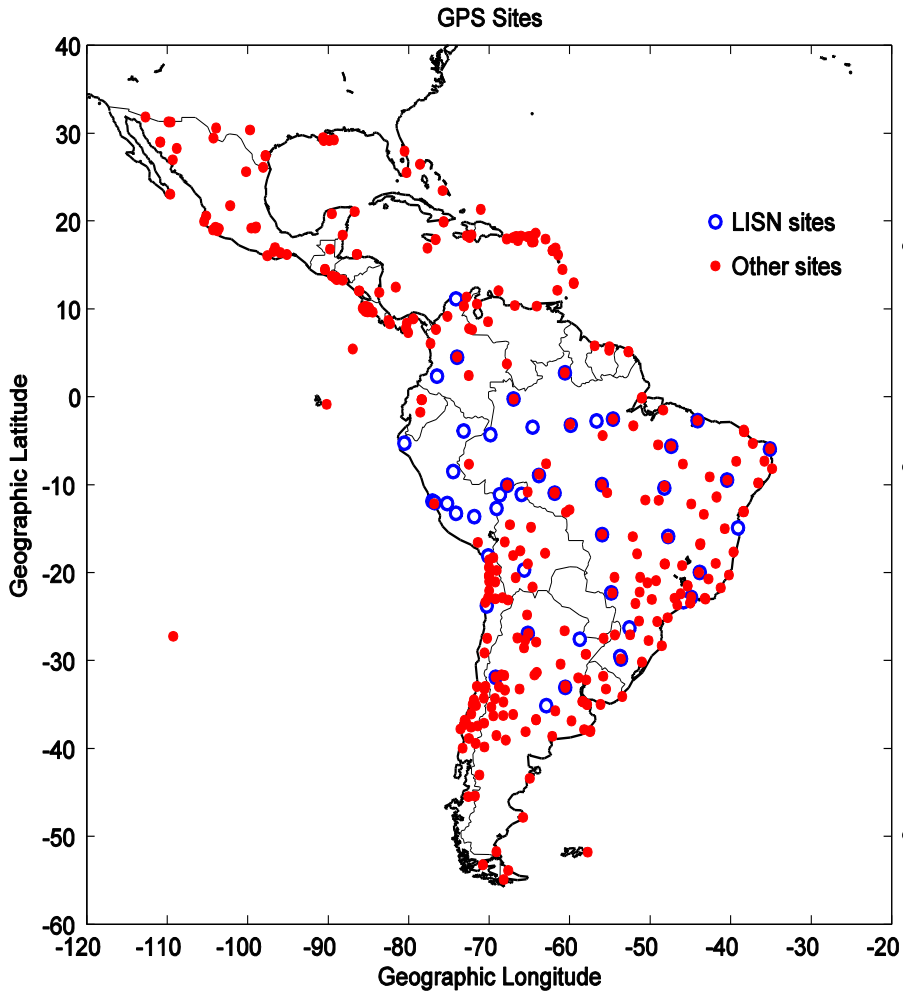 GPS Sites
40
30
20
10
0
-10
-20
-30
-40
-50
-60
Geographic Latitude
LISN sites
Other sites
-120 -110 -100 -90 -80 -70 -60 -50 -40 -30 -20
Geographic Longitude